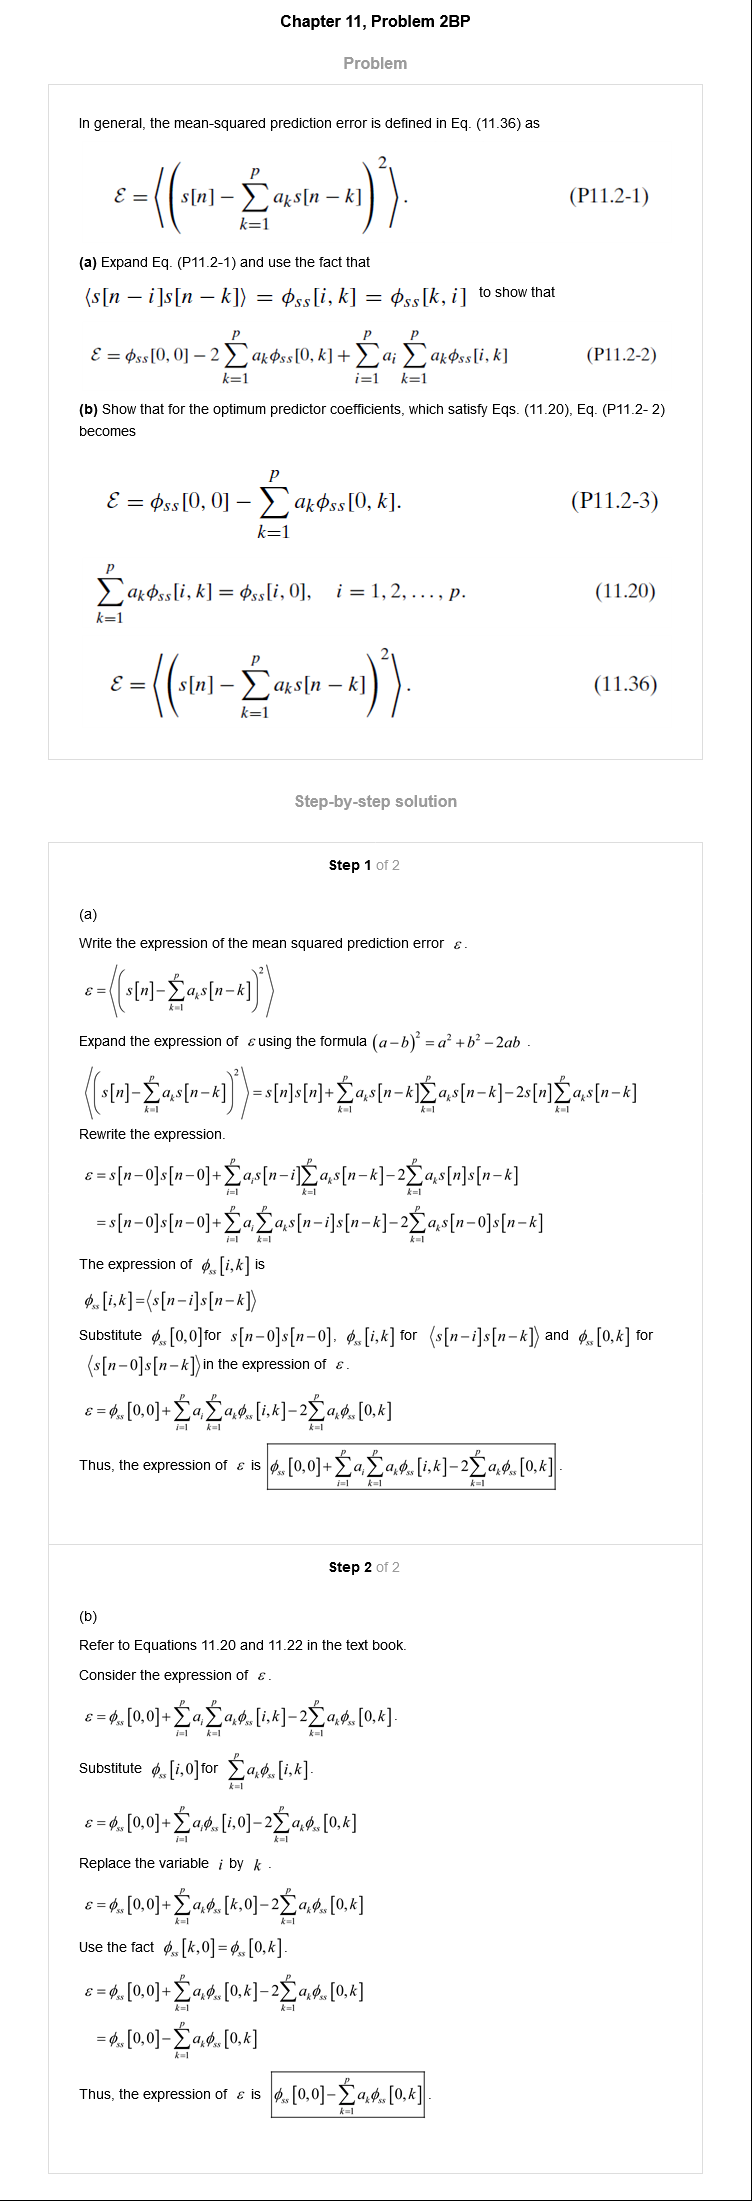 Chapter 11, Problem 2BP
Problem
In general, the mean-squared prediction error is defined in Eq. (11.36) as
$\mathcal{E} = \left\langle \left( s[n] - \sum_{k=1}^{p} a_k s[n-k] \right)^2 \right\rangle.$ (P11.2-1)
(a) Expand Eq. (P11.2-1) and use the fact that
$\langle s[n-i]s[n-k] \rangle = \phi_{ss}[i,k] = \phi_{ss}[k,i]$ to show that
$\mathcal{E} = \phi_{ss}[0,0] - 2\sum_{k=1}^{p} a_k \phi_{ss}[0,k] + \sum_{i=1}^{p} a_i \sum_{k=1}^{p} a_k \phi_{ss}[i,k]$ (P11.2-2)
(b) Show that for the optimum predictor coefficients, which satisfy Eqs. (11.20), Eq. (P11.2- 2)
becomes
$\mathcal{E} = \phi_{ss}[0,0] - \sum_{k=1}^{p} a_k \phi_{ss}[0,k].$ (P11.2-3)
$\sum_{k=1}^{p} a_k \phi_{ss}[i,k] = \phi_{ss}[i,0], \quad i = 1, 2, \ldots, p.$ (11.20)
$\mathcal{E} = \left\langle \left( s[n] - \sum_{k=1}^{p} a_k s[n-k] \right)^2 \right\rangle.$ (11.36)
Step-by-step solution
Step 1 of 2
(a)
Write the expression of the mean squared prediction error $\varepsilon$.
$\varepsilon = \left\langle \left( s[n] - \sum_{k=1}^{p} a_k s[n-k] \right)^2 \right\rangle$
Expand the expression of $\varepsilon$ using the formula $(a-b)^2 = a^2 + b^2 - 2ab$ .
$\left\langle \left( s[n] - \sum_{k=1}^{p} a_k s[n-k] \right)^2 \right\rangle = s[n]s[n] + \sum_{k=1}^{p} a_k s[n-k] \sum_{k=1}^{p} a_k s[n-k] - 2s[n] \sum_{k=1}^{p} a_k s[n-k]$
Rewrite the expression.
$\varepsilon = s[n-0]s[n-0] + \sum_{i=1}^{p} a_i s[n-i] \sum_{k=1}^{p} a_k s[n-k] - 2\sum_{k=1}^{p} a_k s[n]s[n-k]$
$= s[n-0]s[n-0] + \sum_{i=1}^{p} a_i \sum_{k=1}^{p} a_k s[n-i]s[n-k] - 2\sum_{k=1}^{p} a_k s[n-0]s[n-k]$
The expression of $\phi_{ss}[i,k]$ is
$\phi_{ss}[i,k] = \langle s[n-i]s[n-k] \rangle$
Substitute $\phi_{ss}[0,0]$ for $s[n-0]s[n-0]$, $\phi_{ss}[i,k]$ for $\langle s[n-i]s[n-k] \rangle$ and $\phi_{ss}[0,k]$ for
$\langle s[n-0]s[n-k] \rangle$ in the expression of $\varepsilon$.
$\varepsilon = \phi_{ss}[0,0] + \sum_{i=1}^{p} a_i \sum_{k=1}^{p} a_k \phi_{ss}[i,k] - 2\sum_{k=1}^{p} a_k \phi_{ss}[0,k]$
Thus, the expression of $\varepsilon$ is $\phi_{ss}[0,0] + \sum_{i=1}^{p} a_i \sum_{k=1}^{p} a_k \phi_{ss}[i,k] - 2\sum_{k=1}^{p} a_k \phi_{ss}[0,k]$.
Step 2 of 2
(b)
Refer to Equations 11.20 and 11.22 in the text book.
Consider the expression of $\varepsilon$.
$\varepsilon = \phi_{ss}[0,0] + \sum_{i=1}^{p} a_i \sum_{k=1}^{p} a_k \phi_{ss}[i,k] - 2\sum_{k=1}^{p} a_k \phi_{ss}[0,k].$
Substitute $\phi_{ss}[i,0]$ for $\sum_{k=1}^{p} a_k \phi_{ss}[i,k]$.
$\varepsilon = \phi_{ss}[0,0] + \sum_{i=1}^{p} a_i \phi_{ss}[i,0] - 2\sum_{k=1}^{p} a_k \phi_{ss}[0,k]$
Replace the variable $i$ by $k$ .
$\varepsilon = \phi_{ss}[0,0] + \sum_{k=1}^{p} a_k \phi_{ss}[k,0] - 2\sum_{k=1}^{p} a_k \phi_{ss}[0,k]$
Use the fact $\phi_{ss}[k,0] = \phi_{ss}[0,k]$.
$\varepsilon = \phi_{ss}[0,0] + \sum_{k=1}^{p} a_k \phi_{ss}[0,k] - 2\sum_{k=1}^{p} a_k \phi_{ss}[0,k]$
$= \phi_{ss}[0,0] - \sum_{k=1}^{p} a_k \phi_{ss}[0,k]$
Thus, the expression of $\varepsilon$ is $\phi_{ss}[0,0] - \sum_{k=1}^{p} a_k \phi_{ss}[0,k]$.